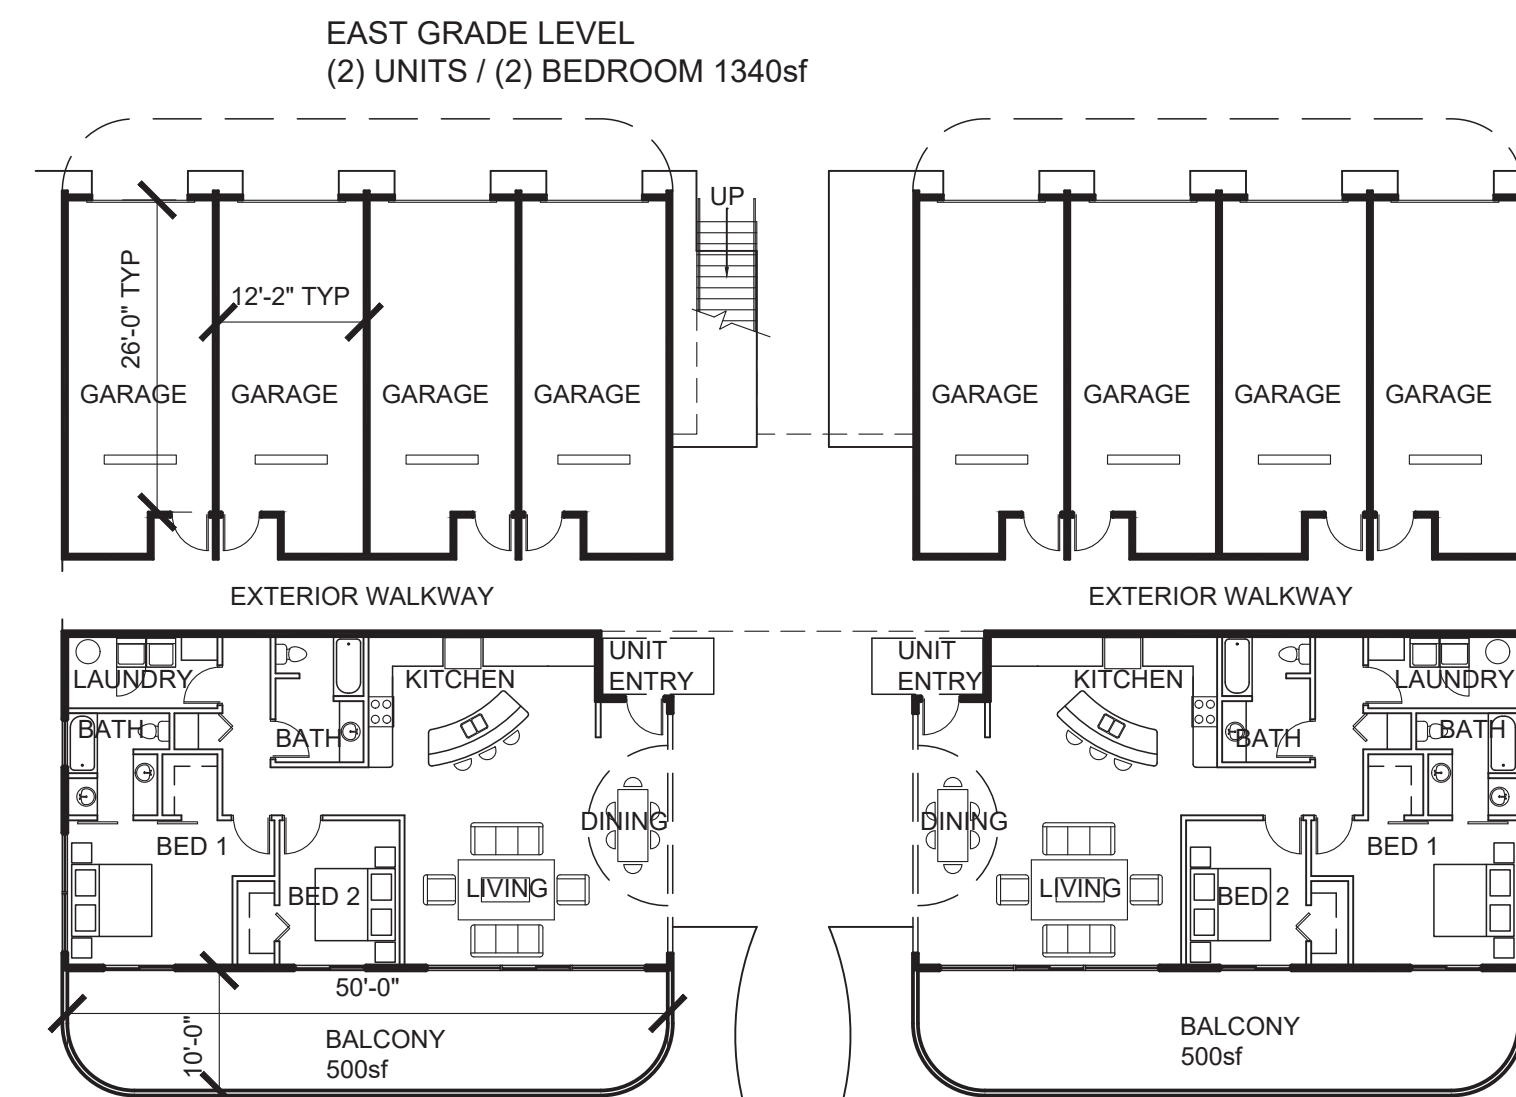 EAST GRADE LEVEL
(2) UNITS / (2) BEDROOM 1340sf
UP
26'-0" TYP
12'-2" TYP
GARAGE GARAGE GARAGE GARAGE
GARAGE GARAGE GARAGE GARAGE
EXTERIOR WALKWAY
EXTERIOR WALKWAY
UNIT
ENTRY
UNIT
ENTRY
LAUNDRY
KITCHEN
KITCHEN
LAUNDRY
BATH
BATH
BATH
BATH
DINING
DINING
BED 1
BED 1
BED 2
LIVING
LIVING
BED 2
50'-0"
10'-0"
BALCONY
500sf
BALCONY
500sf